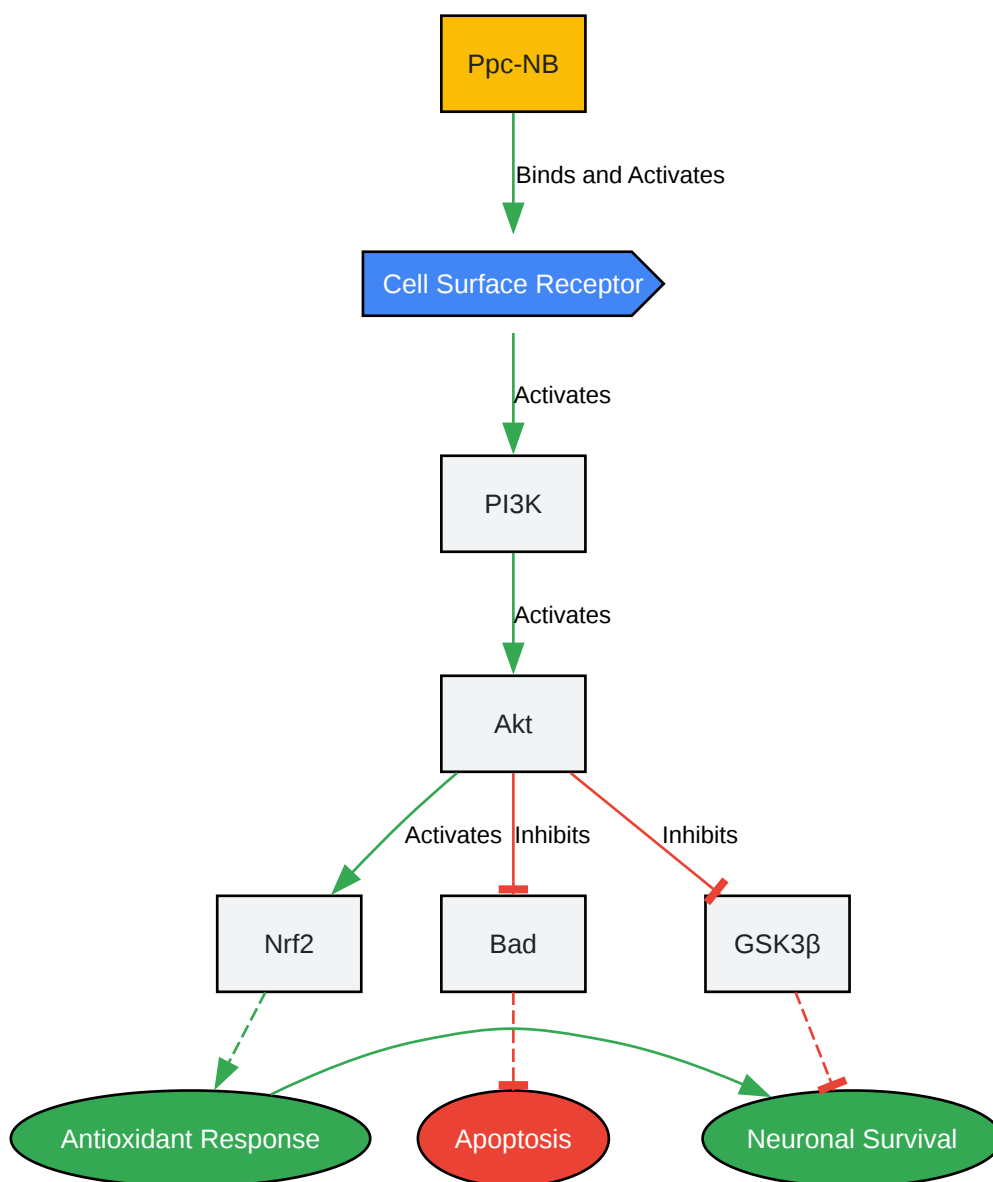 Ppc-NB
Binds and Activates
Cell Surface Receptor
Activates
PI3K
Activates
Akt
Activates
Inhibits
Inhibits
Nrf2
Bad
GSK3β
Antioxidant Response
Apoptosis
Neuronal Survival